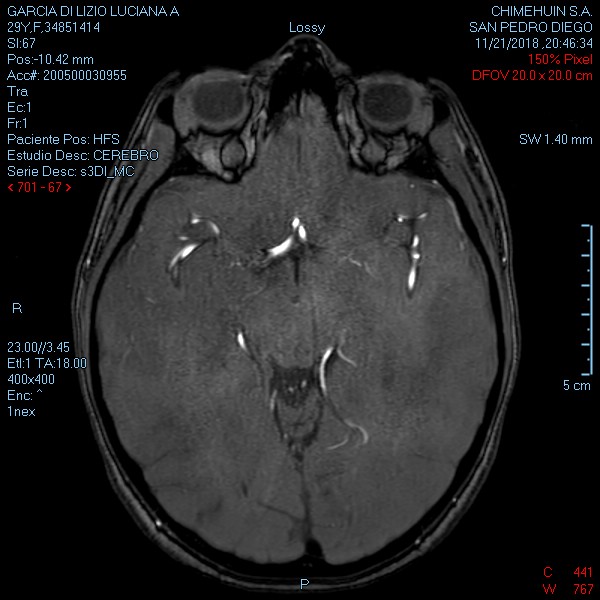 GARCIA DI LIZIO LUCIANA A
29Y,F,34851414
Sl:67
Pos:-10.42 mm
Acc#: 200500030955
Tra
Ec:1
Fr:1
Paciente Pos: HFS
Estudio Desc: CEREBRO
Serie Desc: s3DI_MC
< 701 - 67 >
Lossy
CHIMEHUIN S.A.
SAN PEDRO DIEGO
11/21/2018 ,20:46:34
150% Pixel
DFOV 20.0 x 20.0 cm
SW 1.40 mm
R
23.00//3.45
Etl:1 TA:18.00
400x400
Enc: ^
1nex
5 cm
P
C 441
W 767